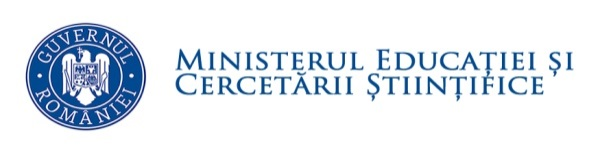 GUVERNUL ROMÂNIEI
MINISTERUL EDUCAȚIEI ȘI
CERCETĂRII ȘTIINȚIFICE